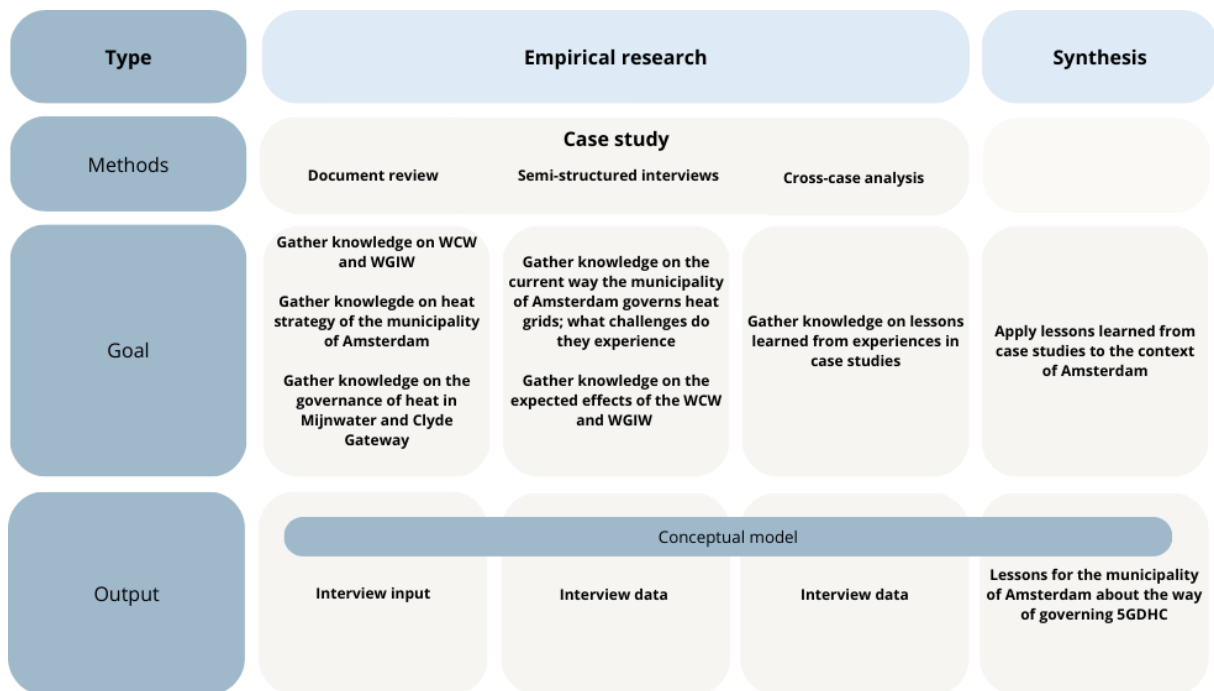 Type
Empirical research
Synthesis
Methods
Case study
Document review
Semi-structured interviews
Cross-case analysis
Goal
Gather knowledge on WCW
and WGIW
Gather knowlegde on heat
strategy of the municipality
of Amsterdam
Gather knowledge on the
governance of heat in
Mijnwater and Clyde
Gateway
Gather knowledge on the
current way the municipality
of Amsterdam governs heat
grids; what challenges do
they experience
Gather knowledge on the
expected effects of the WCW
and WGIW
Gather knowledge on lessons
learned from experiences in
case studies
Apply lessons learned from
case studies to the context
of Amsterdam
Output
Conceptual model
Interview input
Interview data
Interview data
Lessons for the municipality
of Amsterdam about the way
of governing 5GDHC